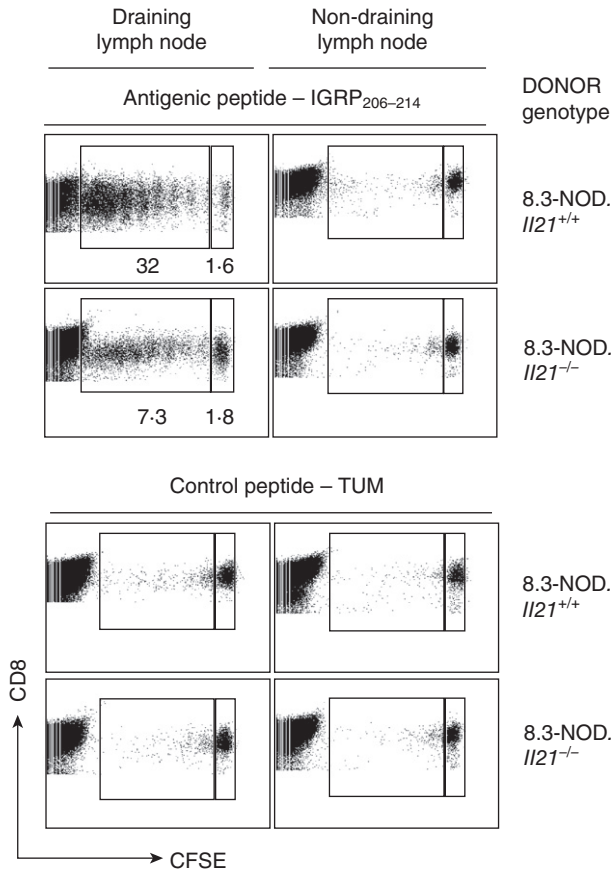 Draining
lymph node
Non-draining
lymph node
Antigenic peptide – IGRP206–214
DONOR
genotype
8.3-NOD.
Il21+/+
32
1·6
8.3-NOD.
Il21–/–
7·3
1·8
Control peptide – TUM
8.3-NOD.
Il21+/+
8.3-NOD.
Il21–/–
CD8
CFSE